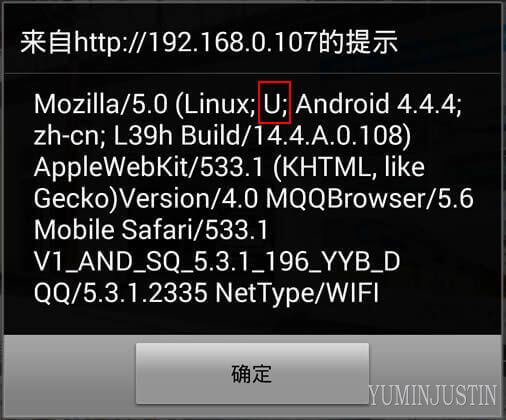 来自http://192.168.0.107的提示
Mozilla/5.0 (Linux; U; Android 4.4.4;
zh-cn; L39h Build/14.4.A.0.108)
AppleWebKit/533.1 (KHTML, like
Gecko)Version/4.0 MQQBrowser/5.6
Mobile Safari/533.1
V1_AND_SQ_5.3.1_196_YYB_D
QQ/5.3.1.2335 NetType/WIFI
确定
YUMINJUSTIN